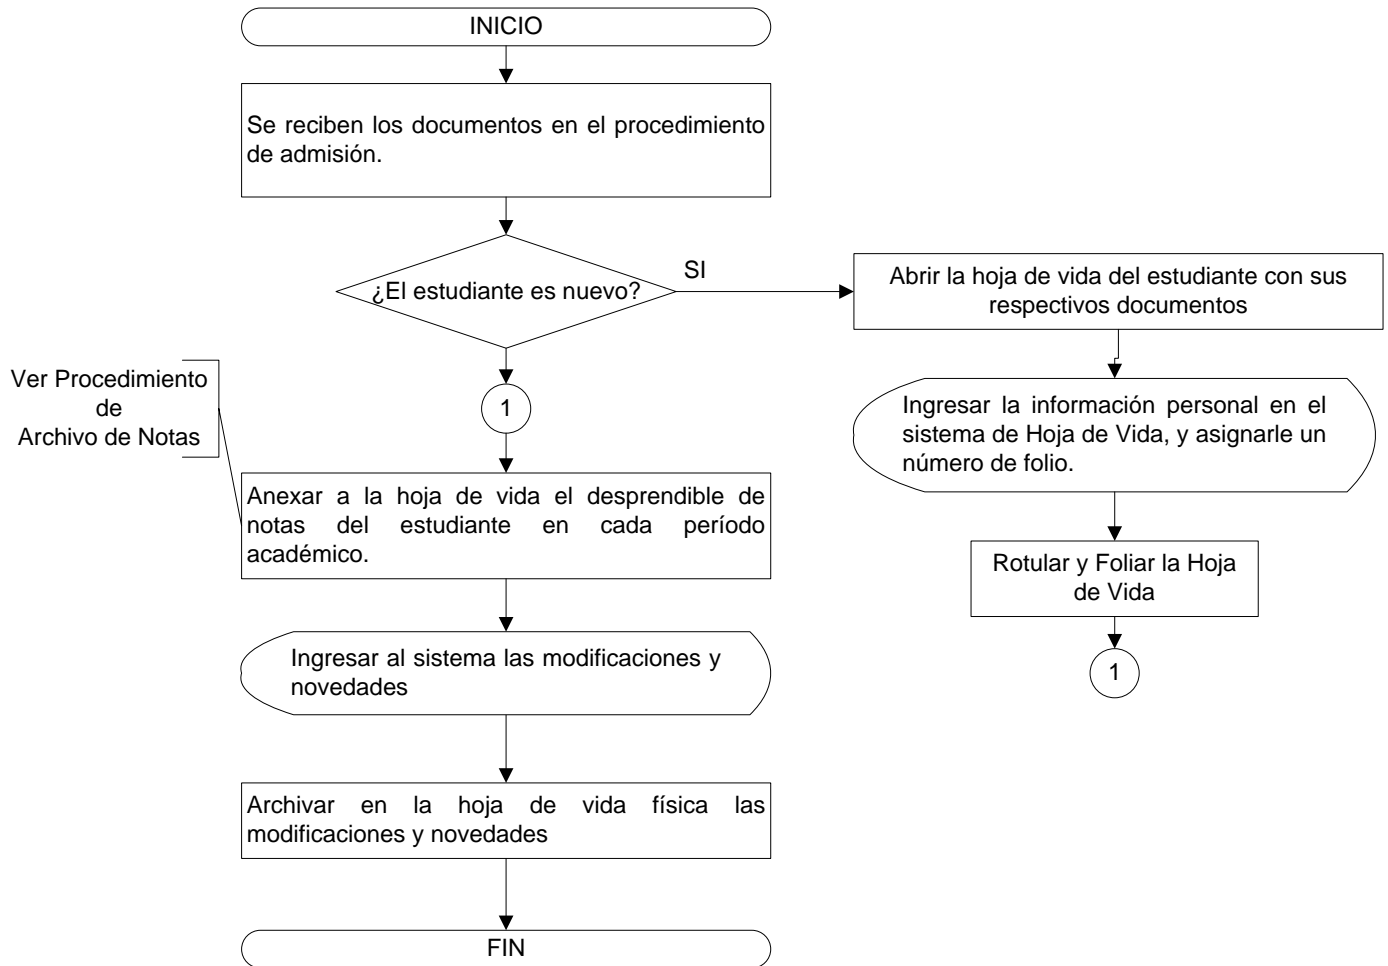 INICIO
Se reciben los documentos en el procedimiento
de admisión.
¿El estudiante es nuevo?
SI
Abrir la hoja de vida del estudiante con sus
respectivos documentos
Ingresar la información personal en el
sistema de Hoja de Vida, y asignarle un
número de folio.
Rotular y Foliar la Hoja
de Vida
1
1
Ver Procedimiento
de
Archivo de Notas
Anexar a la hoja de vida el desprendible de
notas del estudiante en cada período
académico.
Ingresar al sistema las modificaciones y
novedades
Archivar en la hoja de vida física las
modificaciones y novedades
FIN